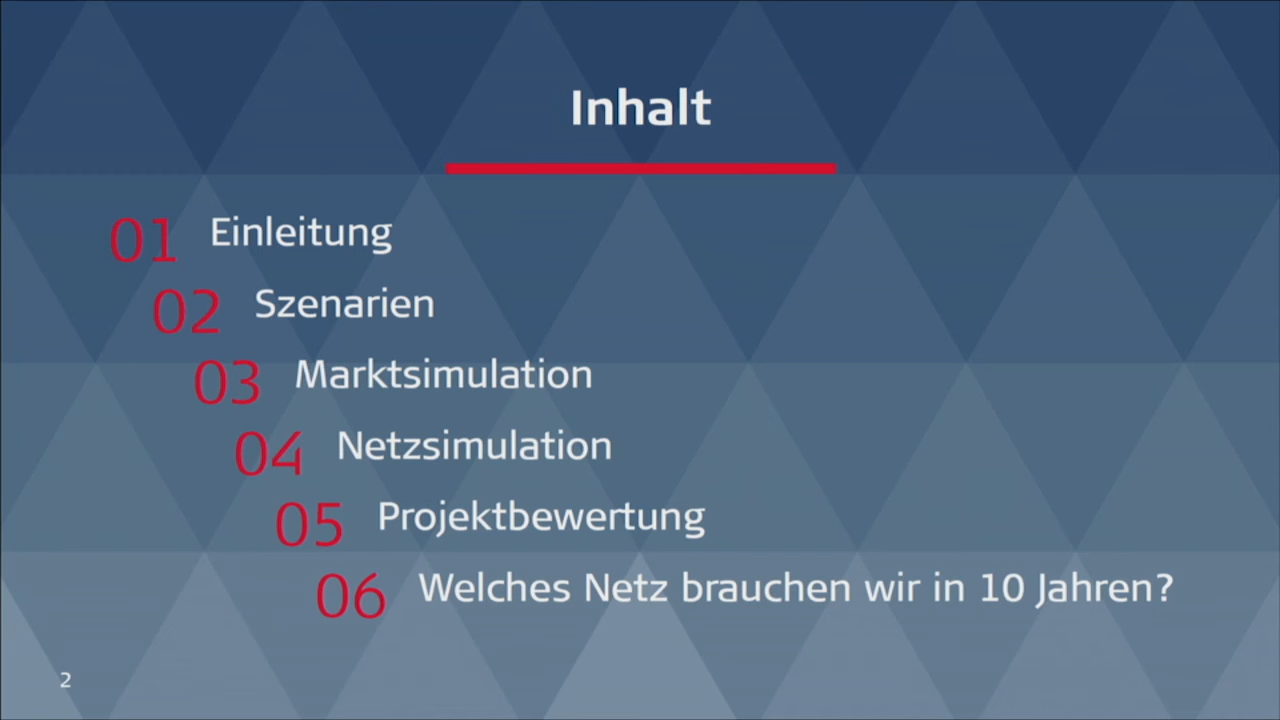 Inhalt
01 Einleitung
02 Szenarien
03 Marktsimulation
04 Netzsimulation
05 Projektbewertung
06 Welches Netz brauchen wir in 10 Jahren?
2